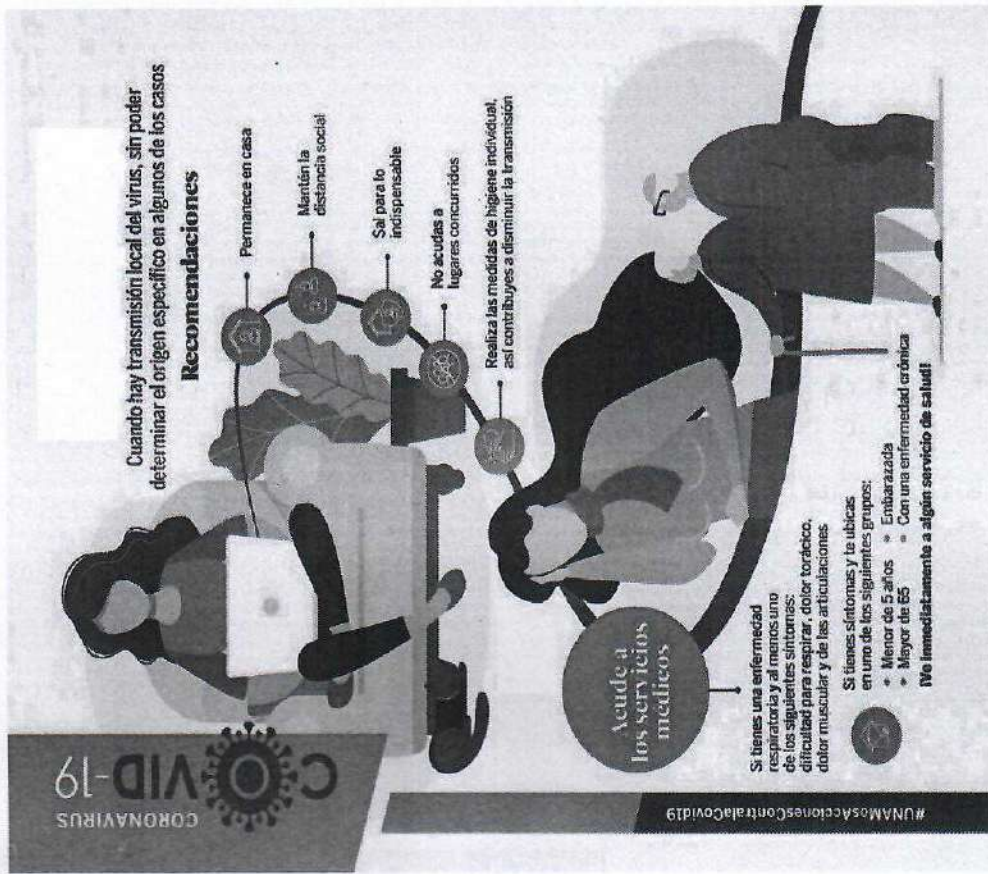 CORONAVIRUS
COVID-19
Cuando hay transmisión local del virus, sin poder
determinar el origen específico en algunos de los casos
Recomendaciones
Permanece en casa
Mantén la
distancia social
Sal para lo
indispensable
No acudas a
lugares concurridos
Realiza las medidas de higiene individual,
así contribuyes a disminuir la transmisión
Acude a
los servicios
médicos
Si tienes una enfermedad
respiratoria y al menos uno
de los siguientes síntomas:
dificultad para respirar, dolor torácico,
dolor muscular y de las articulaciones
Si tienes síntomas y te ubicas
en uno de los siguientes grupos:
• Menor de 5 años • Embarazada
• Mayor de 65 • Con una enfermedad crónica
¡Ve inmediatamente a algún servicio de salud!
#UNAMosAccionesContralaCovid19